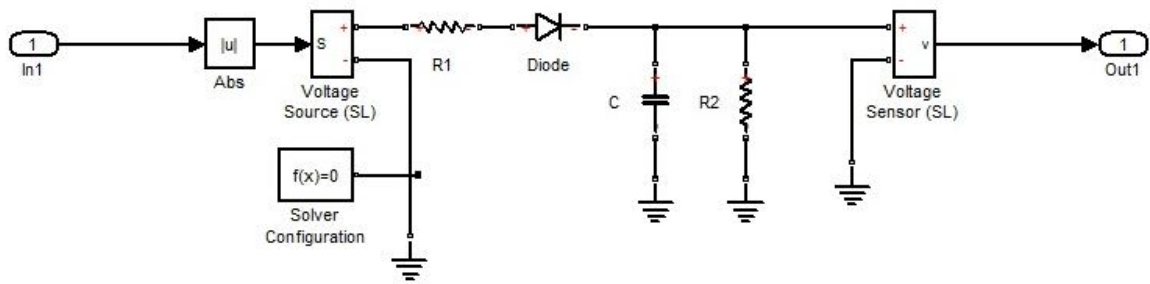 1
In1
|u|
Abs
S
+
-
Voltage
Source (SL)
+
-
R1
+
-
Diode
+
C
R2
+
+
-
v
Voltage
Sensor (SL)
1
Out1
f(x)=0
Solver
Configuration